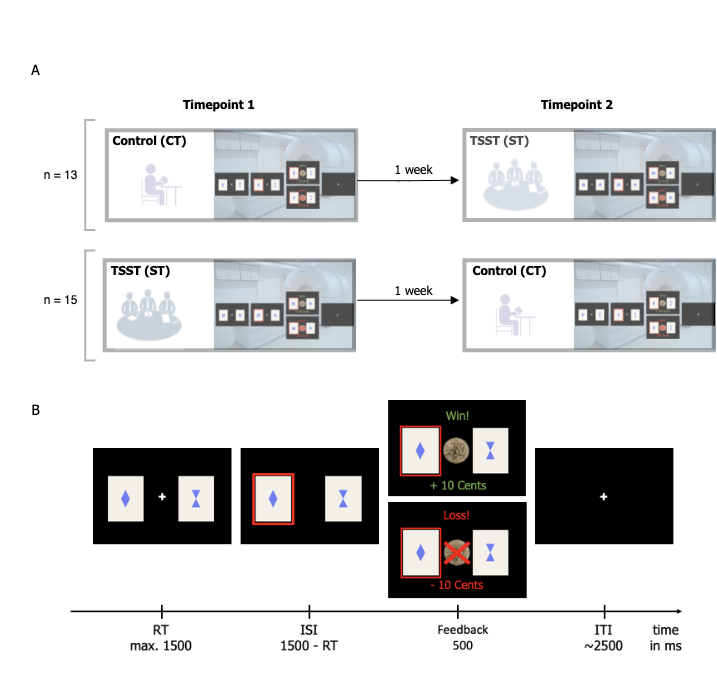 A
Timepoint 1
Timepoint 2
Control (CT)
TSST (ST)
n = 13
1 week
TSST (ST)
Control (CT)
n = 15
1 week
B
Win!
+ 10 Cents
Loss!
- 10 Cents
RT
max. 1500
ISI
1500 - RT
Feedback
500
ITI
~2500
time
in ms